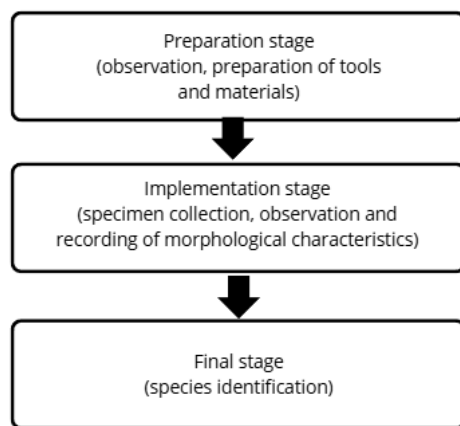 Preparation stage
(observation, preparation of tools
and materials)
Implementation stage
(specimen collection, observation and
recording of morphological characteristics)
Final stage
(species identification)